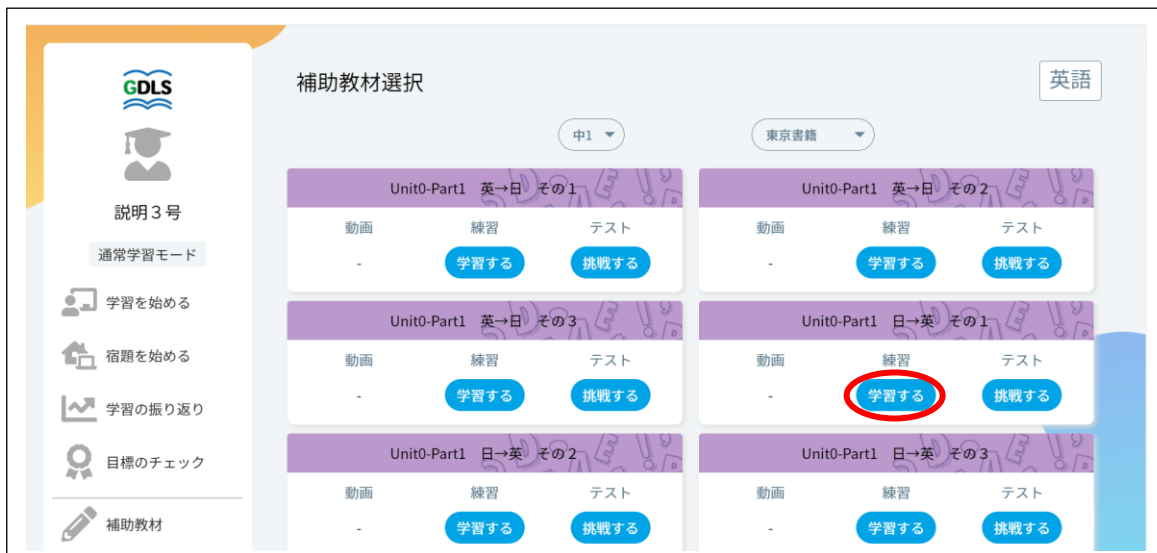 GDLS
説明３号
通常学習モード
学習を始める
宿題を始める
学習の振り返り
目標のチェック
補助教材
補助教材選択
英語
中1
東京書籍
Unit0-Part1 英→日 その1
動画 練習 テスト
- 学習する 挑戦する
Unit0-Part1 英→日 その2
動画 練習 テスト
- 学習する 挑戦する
Unit0-Part1 英→日 その3
動画 練習 テスト
- 学習する 挑戦する
Unit0-Part1 日→英 その1
動画 練習 テスト
- 学習する 挑戦する
Unit0-Part1 日→英 その2
動画 練習 テスト
- 学習する 挑戦する
Unit0-Part1 日→英 その3
動画 練習 テスト
- 学習する 挑戦する